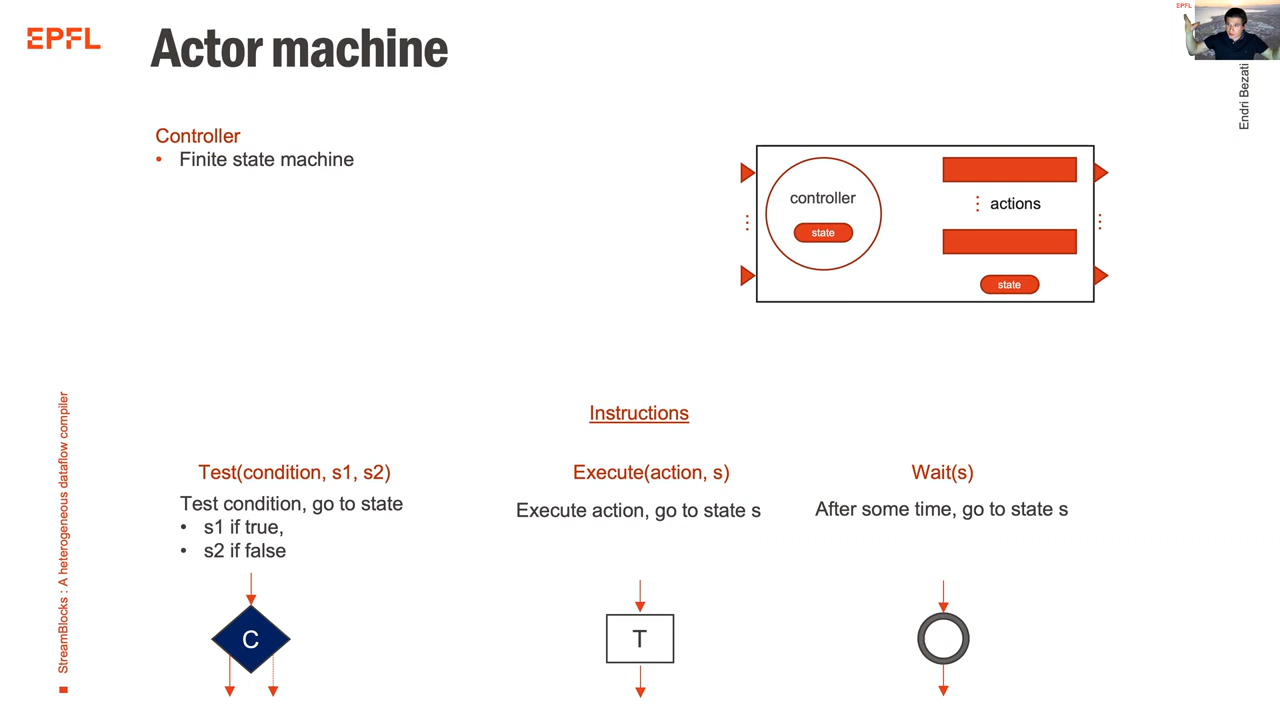 EPFL
Actor machine
EPFL
Endri Bezati
Controller
• Finite state machine
controller
state
actions
state
StreamBlocks : A heterogeneous dataflow compiler
Instructions
Test(condition, s1, s2)
Test condition, go to state
• s1 if true,
• s2 if false
C
Execute(action, s)
Execute action, go to state s
T
Wait(s)
After some time, go to state s